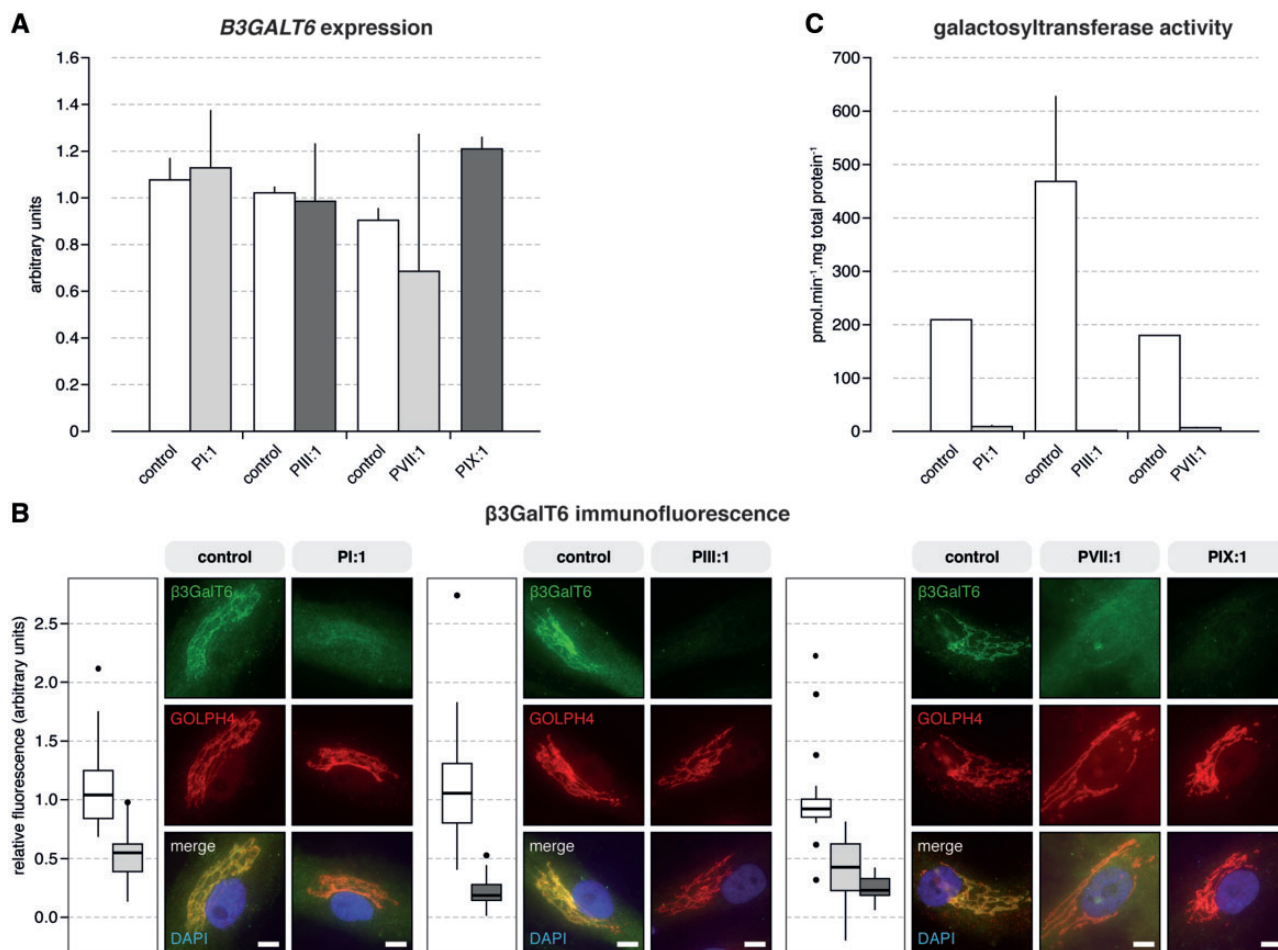 A
B3GALT6 expression
1.6
1.4
1.2
1.0
0.8
0.6
0.4
0.2
0
arbitrary units
control
PI:1
control
PIII:1
control
PVII:1
PIX:1
C
galactosyltransferase activity
700
600
500
400
300
200
100
0
pmol.min⁻¹.mg total protein⁻¹
control
PI:1
control
PIII:1
control
PVII:1
B
β3GalT6 immunofluorescence
relative fluorescence (arbitrary units)
2.5
2.0
1.5
1.0
0.5
0.0
control
PI:1
β3GalT6
GOLPH4
merge
DAPI
control
PIII:1
β3GalT6
GOLPH4
merge
DAPI
control
PVII:1
PIX:1
β3GalT6
GOLPH4
merge
DAPI